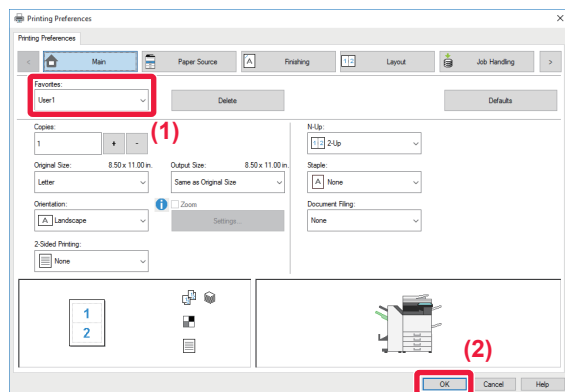 Printing Preferences
Printing Preferences
Main
Paper Source
Finishing
Layout
Job Handling
Favorites:
User1
Delete
Defaults
(1)
Copies:
1
+
-
N-Up:
2-Up
Original Size: 8.50 x 11.00 in.
Output Size: 8.50 x 11.00 in.
Staple:
Letter
Same as Original Size
None
Orientation:
Zoom
Document Filing:
Landscape
Settings...
None
2-Sided Printing:
None
1
2
(2)
OK
Cancel
Help